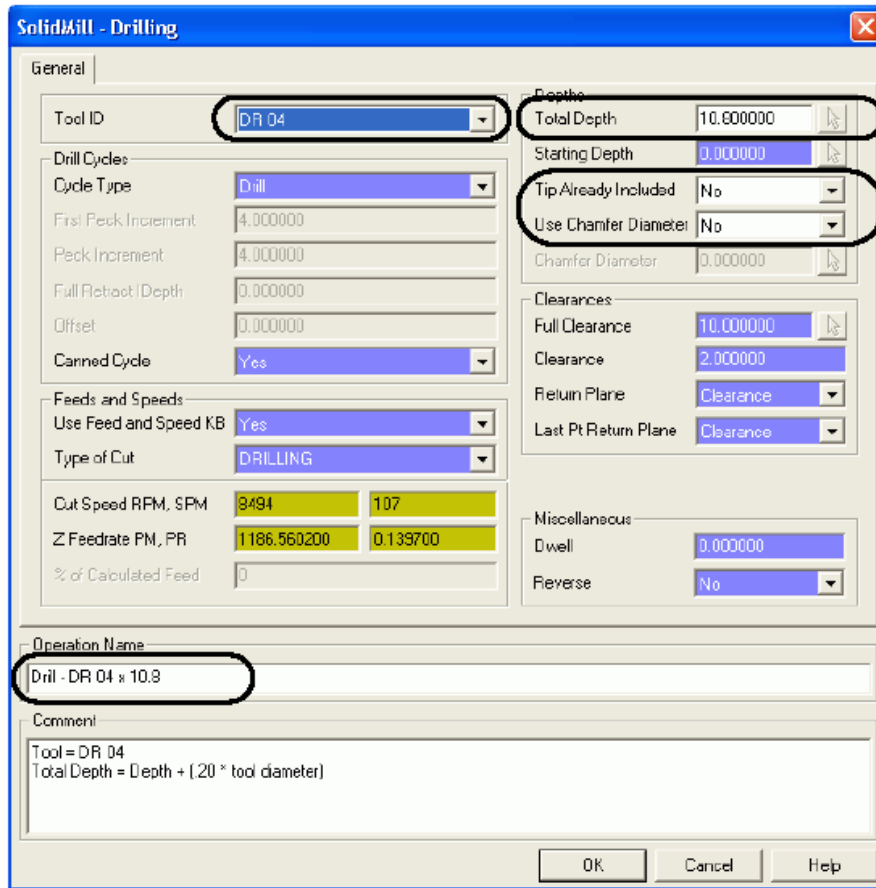 SolidMill - Drilling
General
Tool ID
DR 04
Drill Cycles
Cycle Type
Drill
First Peck Increment
4.000000
Peck Increment
4.000000
Full Retract IDepth
0.000000
Offset
0.000000
Canned Cycle
Yes
Feeds and Speeds
Use Feed and Speed KB
Yes
Type of Cut
DRILLING
Cut Speed RPM, SPM
8494
107
Z Feedrate PM, PR
1186.560200
0.139700
% of Calculated Feed
0
Depths
Total Depth
10.800000
Starting Depth
0.000000
Tip Already Included
No
Use Chamfer Diameter
No
Chamfer Diameter
0.000000
Clearances
Full Clearance
10.000000
Clearance
2.000000
Return Plane
Clearance
Last Pt Return Plane
Clearance
Miscellaneous
Dwell
0.000000
Reverse
No
Operation Name
Drill - DR 04 x 10.8
Comment
Tool = DR 04
Total Depth = Depth + (.20 * tool diameter)
OK
Cancel
Help